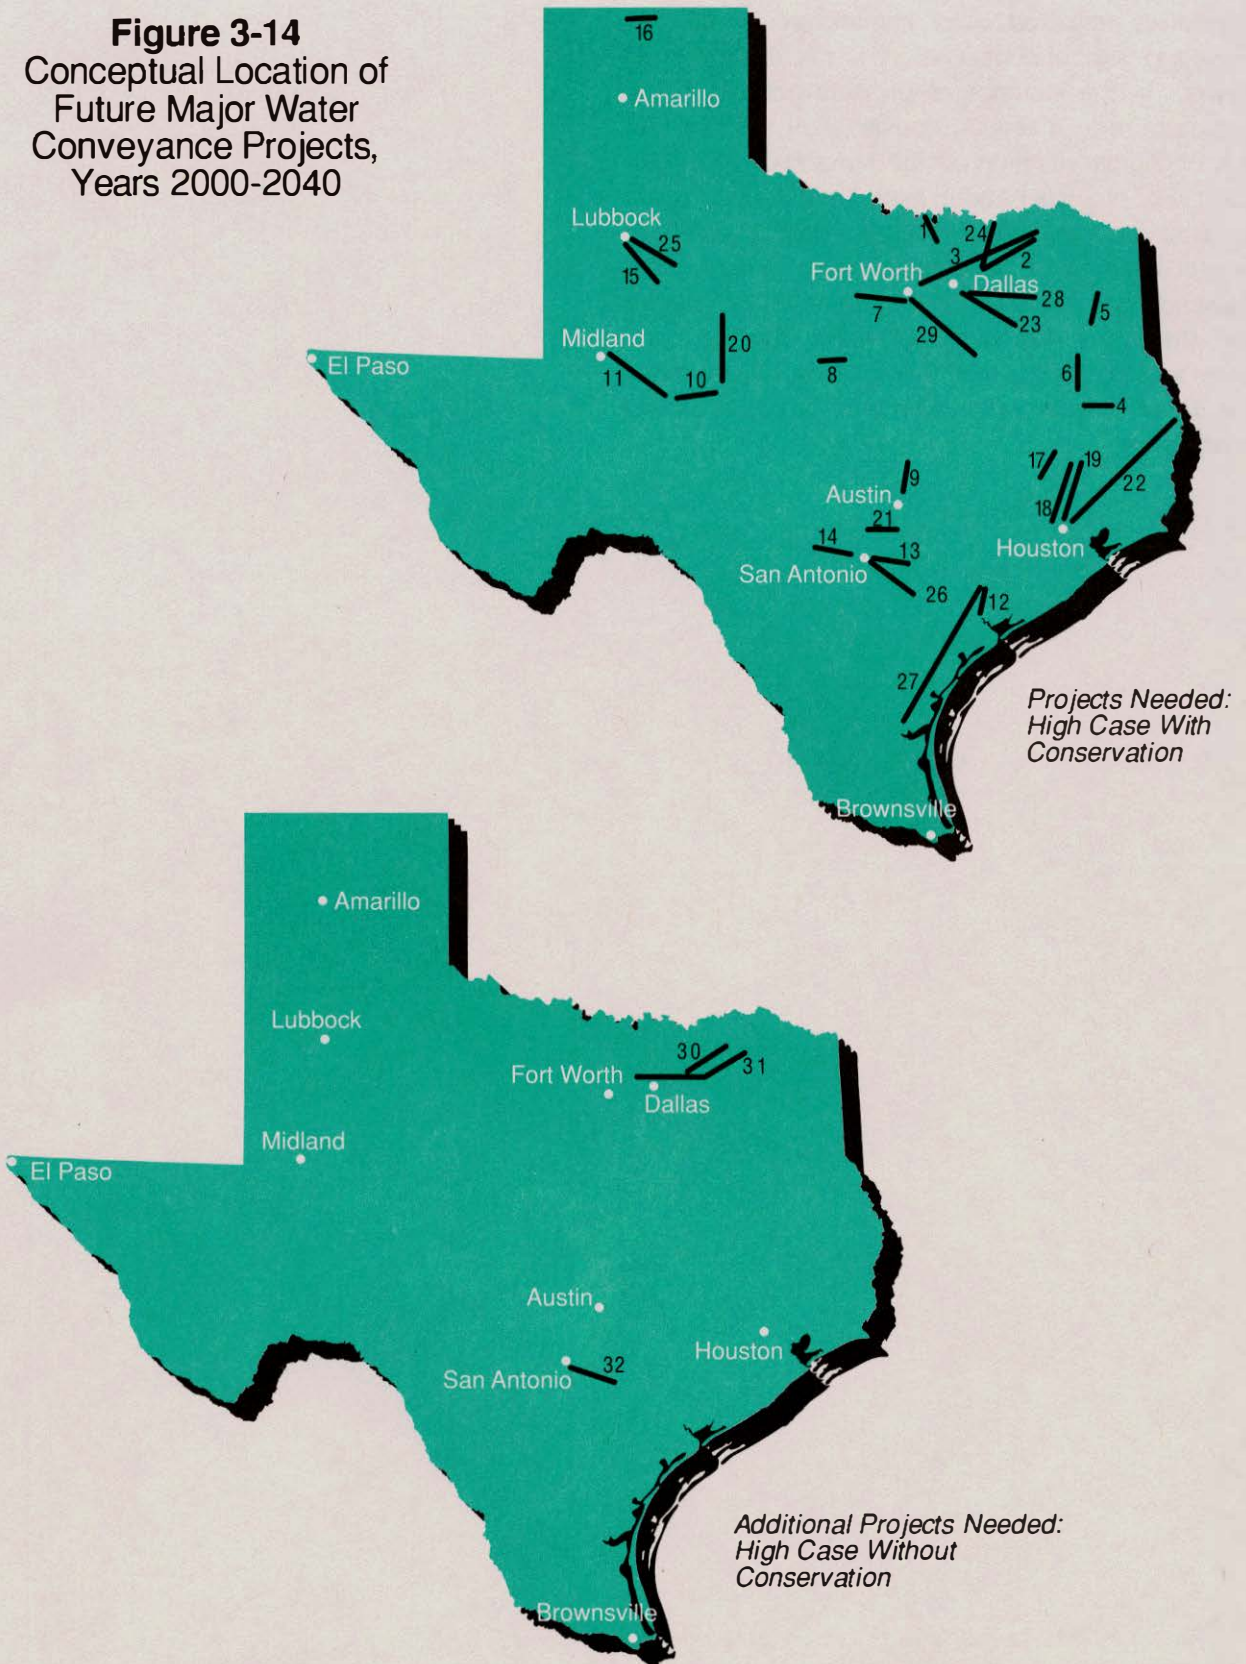 Figure 3-14
Conceptual Location of
Future Major Water
Conveyance Projects,
Years 2000-2040
16
Amarillo
Lubbock
25
15
1
24
3
2
Fort Worth
Dallas
28
7
23
5
29
Midland
20
El Paso
11
10
8
6
4
17
19
9
22
Austin
18
21
14
13
Houston
San Antonio
26
12
27
Projects Needed:
High Case With
Conservation
Brownsville
Amarillo
Lubbock
30
31
Fort Worth
Dallas
Midland
El Paso
Austin
Houston
32
San Antonio
Additional Projects Needed:
High Case Without
Conservation
Brownsville